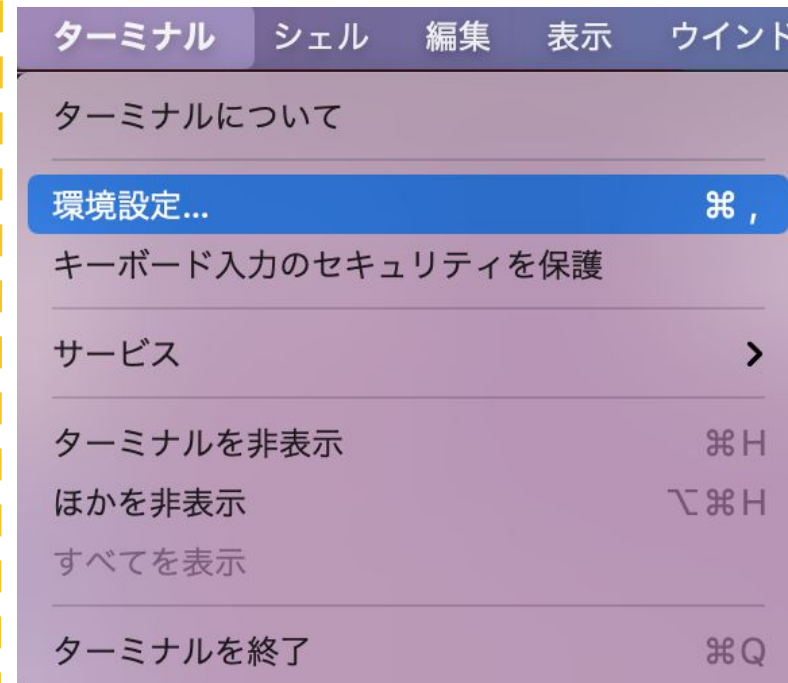 ターミナル シェル 編集 表示 ウインド
ターミナルについて
環境設定... ⌘ ,
キーボード入力のセキュリティを保護
サービス
ターミナルを非表示 ⌘H
ほかを非表示 ⌥⌘H
すべてを表示
ターミナルを終了 ⌘Q